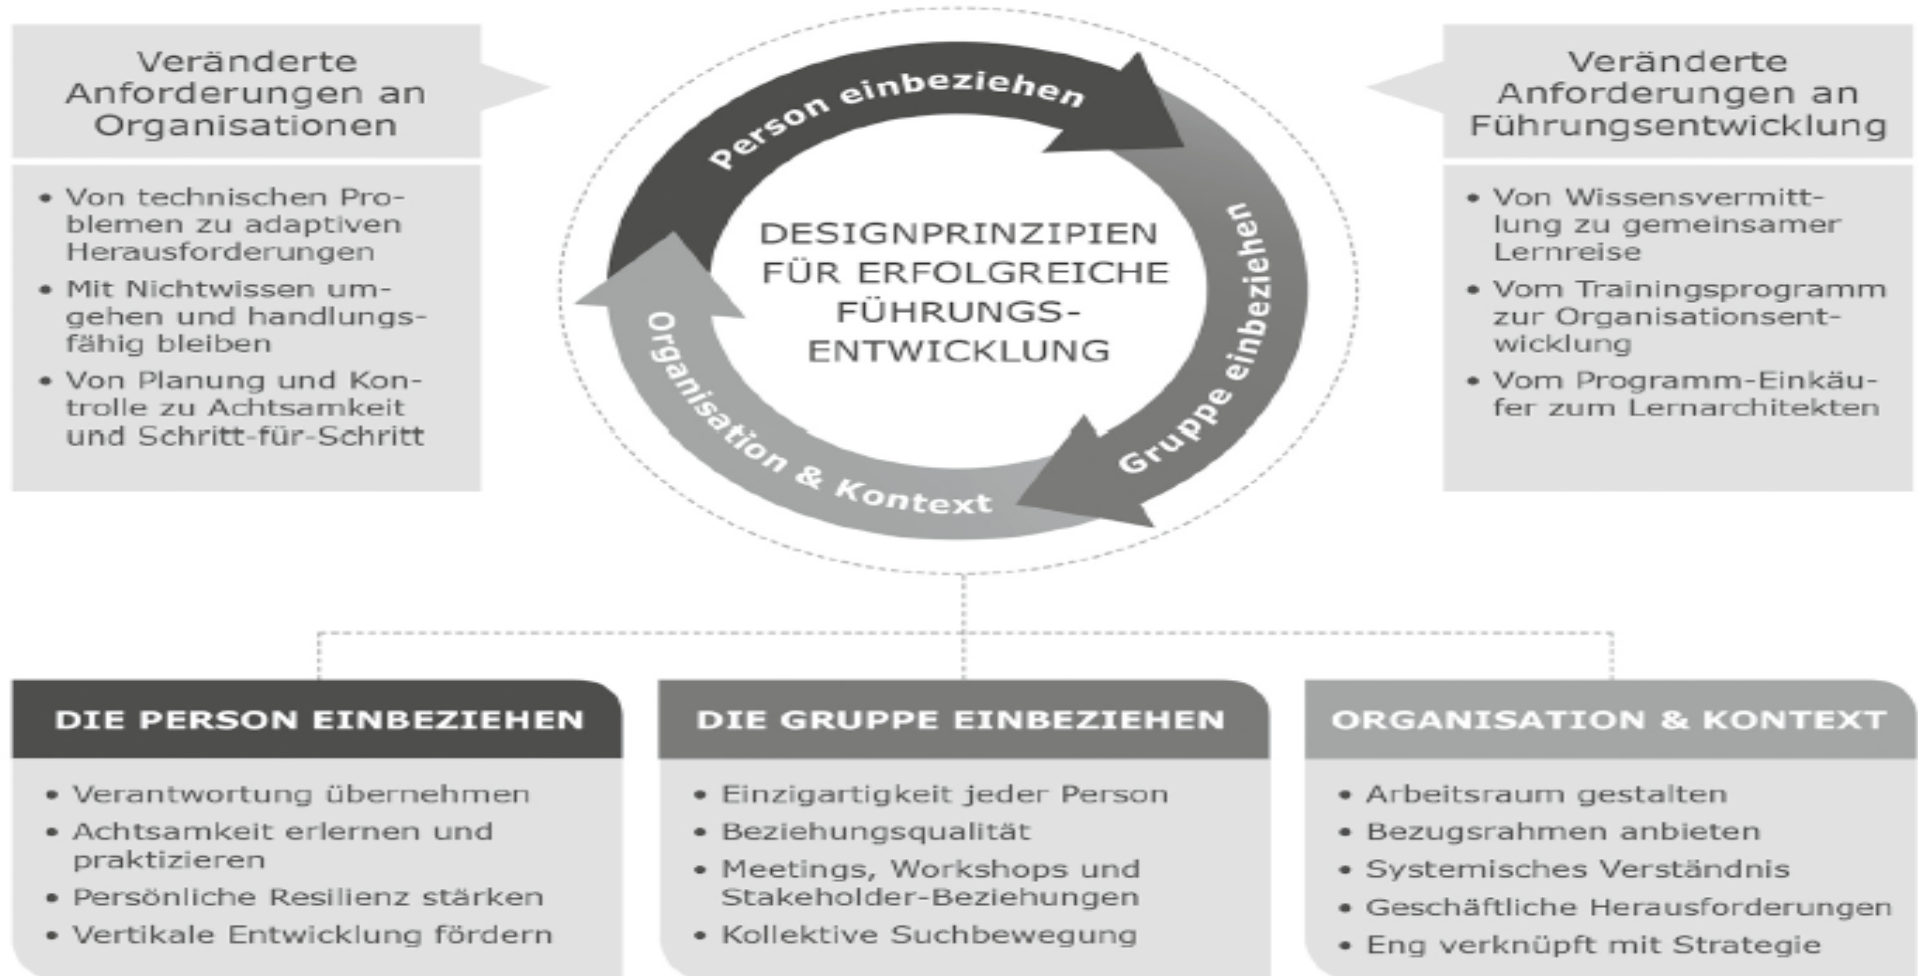 Veränderte
Anforderungen an
Organisationen
• Von technischen Pro-
blemen zu adaptiven
Herausforderungen
• Mit Nichtwissen um-
gehen und handlungs-
fähig bleiben
• Von Planung und Kon-
trolle zu Achtsamkeit
und Schritt-für-Schritt
Person einbeziehen
Gruppe einbeziehen
Organisation & Kontext
DESIGNPRINZIPIEN
FÜR ERFOLGREICHE
FÜHRUNGS-
ENTWICKLUNG
Veränderte
Anforderungen an
Führungsentwicklung
• Von Wissensvermitt-
lung zu gemeinsamer
Lernreise
• Vom Trainingsprogramm
zur Organisationsent-
wicklung
• Vom Programm-Einkäu-
fer zum Lernarchitekten
DIE PERSON EINBEZIEHEN
• Verantwortung übernehmen
• Achtsamkeit erlernen und
praktizieren
• Persönliche Resilienz stärken
• Vertikale Entwicklung fördern
DIE GRUPPE EINBEZIEHEN
• Einzigartigkeit jeder Person
• Beziehungsqualität
• Meetings, Workshops und
Stakeholder-Beziehungen
• Kollektive Suchbewegung
ORGANISATION & KONTEXT
• Arbeitsraum gestalten
• Bezugsrahmen anbieten
• Systemisches Verständnis
• Geschäftliche Herausforderungen
• Eng verknüpft mit Strategie